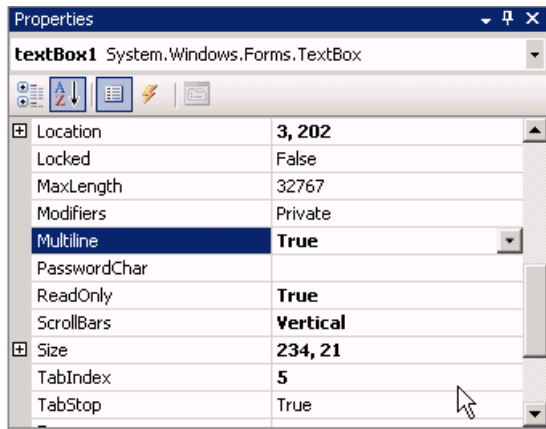 Properties
textBox1 System.Windows.Forms.TextBox
Location 3, 202
Locked False
MaxLength 32767
Modifiers Private
Multiline True
PasswordChar
ReadOnly True
ScrollBars Vertical
Size 234, 21
TabIndex 5
TabStop True